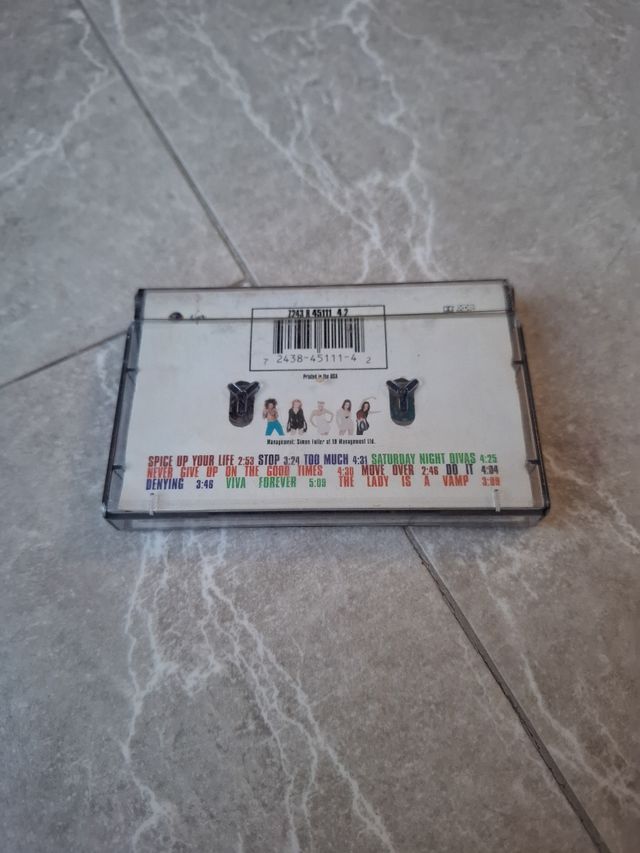 7243 8 45111 4 2
7 2438-45111-4 2
Printed in the USA
Management: Simon Fuller at 19 Management Ltd.
SPICE UP YOUR LIFE 2:53 STOP 3:24 TOO MUCH 4:31 SATURDAY NIGHT DIVAS 4:25
NEVER GIVE UP ON THE GOOD TIMES 4:30 MOVE OVER 2:46 DO IT 4:04
DENYING 3:46 VIVA FOREVER 5:09 THE LADY IS A VAMP 3:09